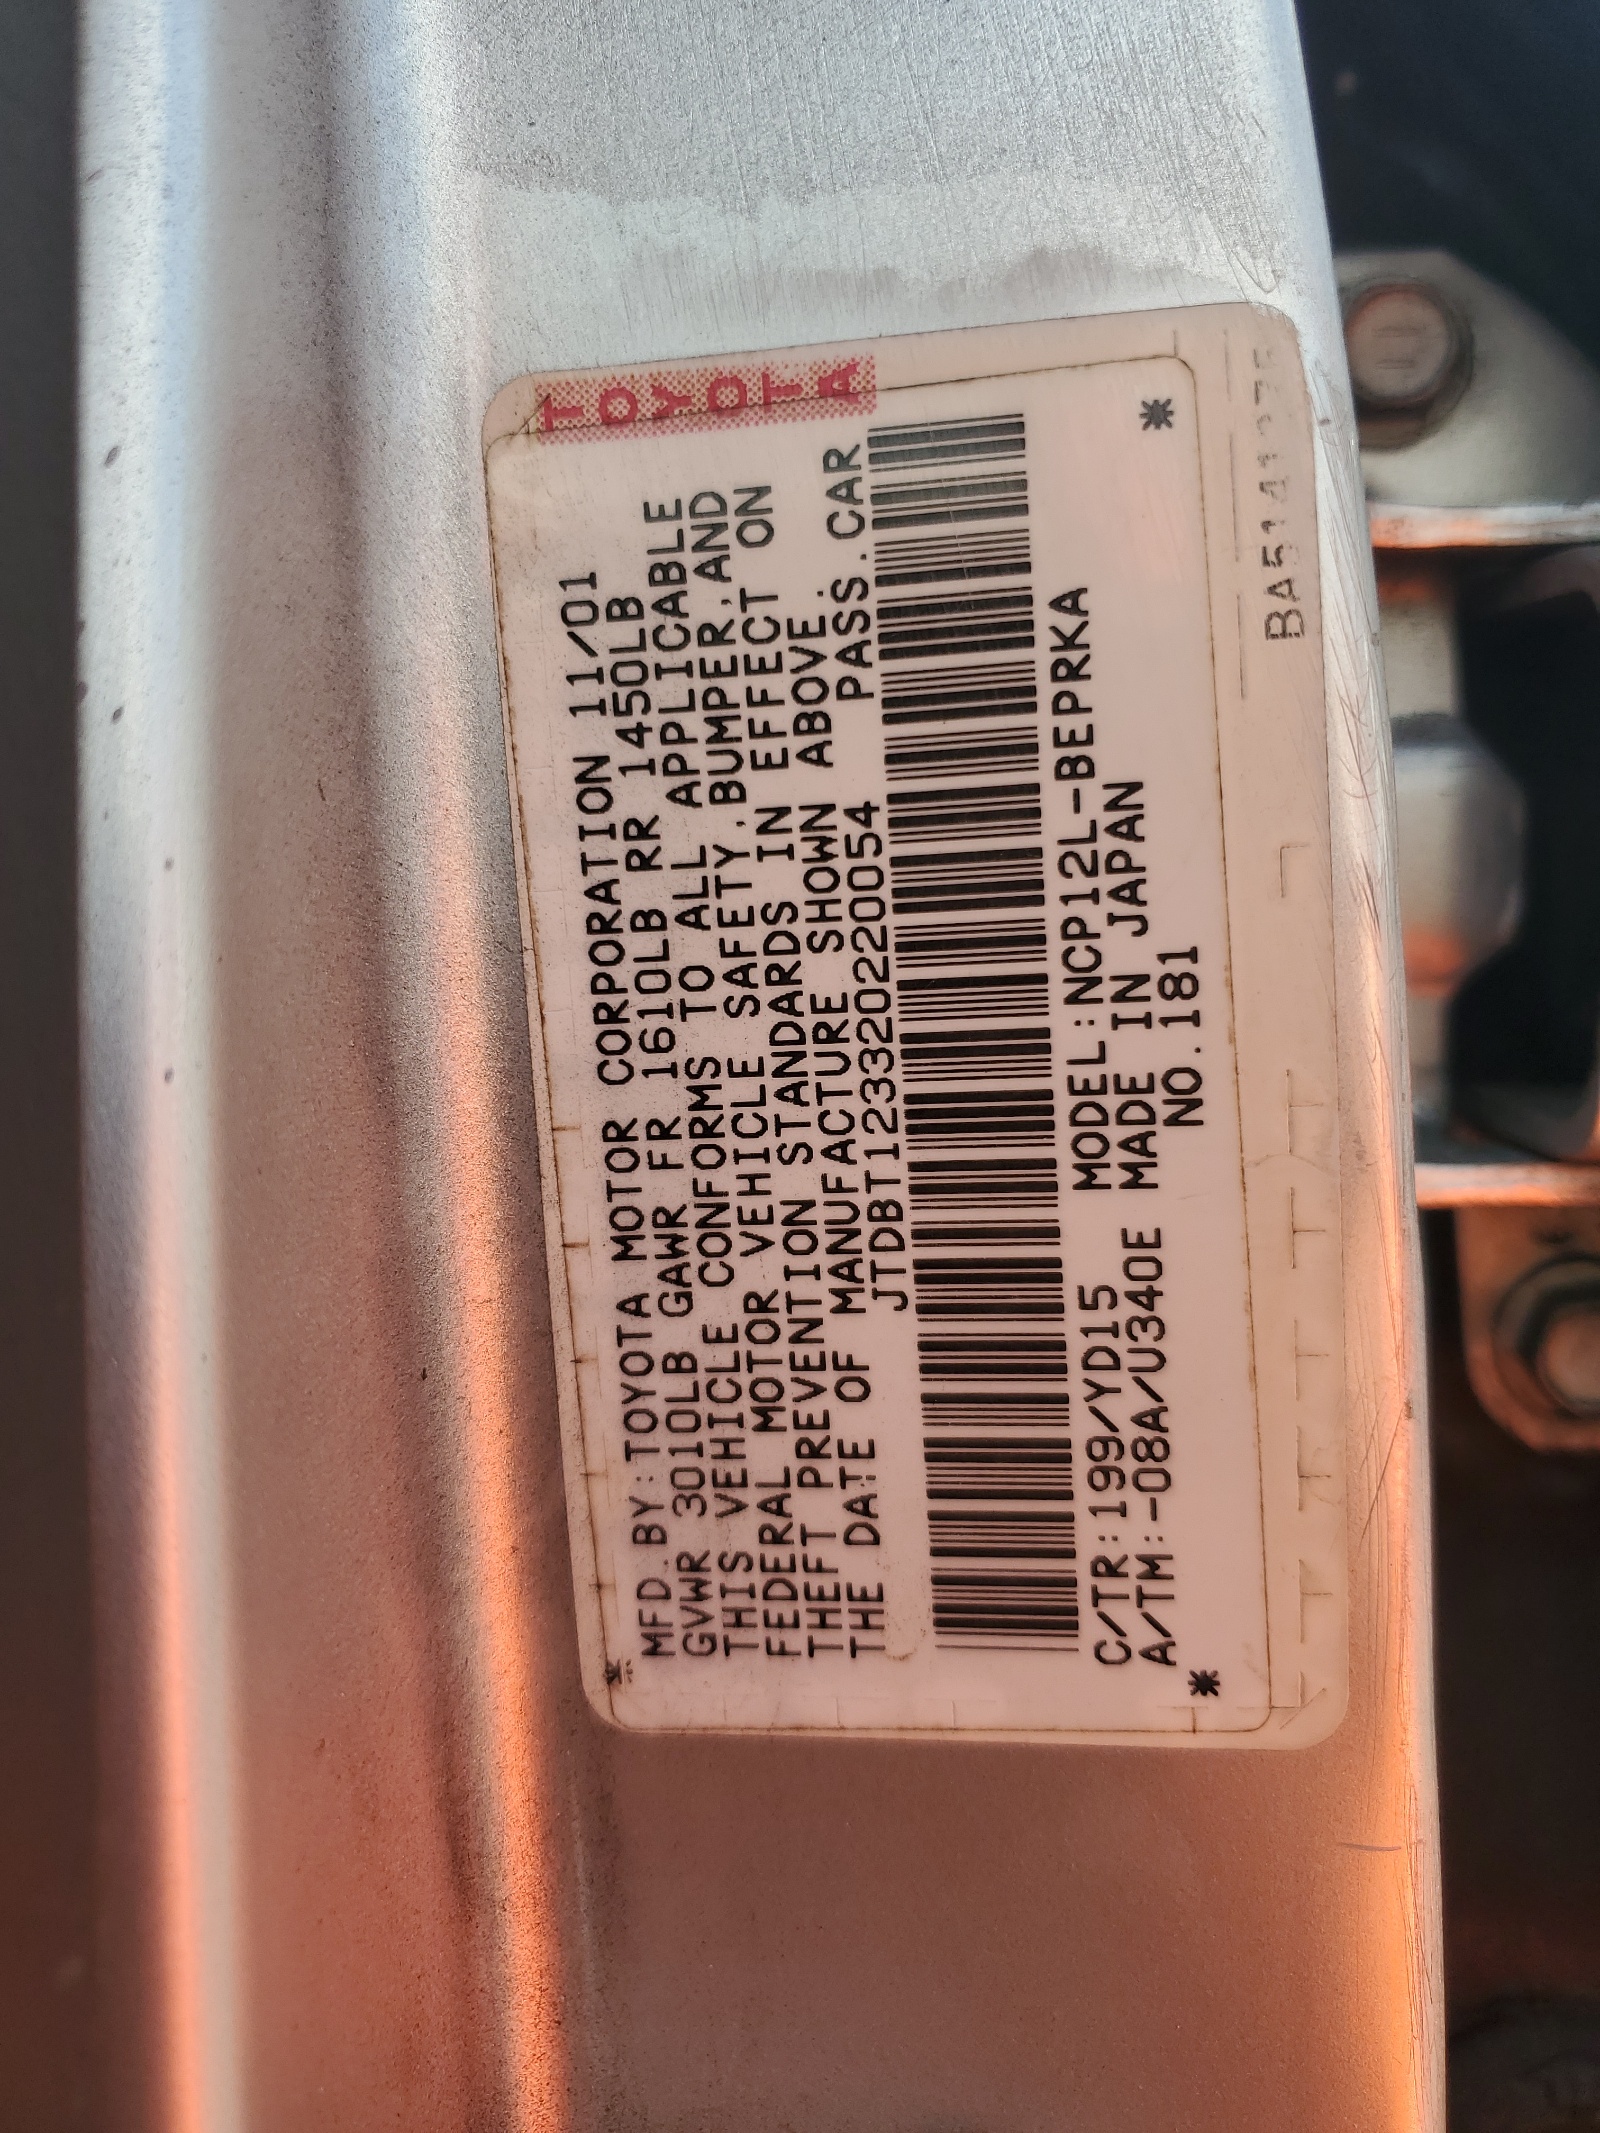 TOYOTA
MFD.BY:TOYOTA MOTOR CORPORATION 11/01
GVWR 3010LB GAWR FR 1610LB RR 1450LB
THIS VEHICLE CONFORMS TO ALL APPLICABLE
FEDERAL MOTOR VEHICLE SAFETY,BUMPER,AND
THEFT PREVENTION STANDARDS IN EFFECT ON
THE DATE OF MANUFACTURE SHOWN ABOVE.
JTDBT123320220054 PASS.CAR
C/TR:199/YD15 MODEL:NCP12L-BEPRKA
A/TM:-08A/U340E MADE IN JAPAN
NO.181